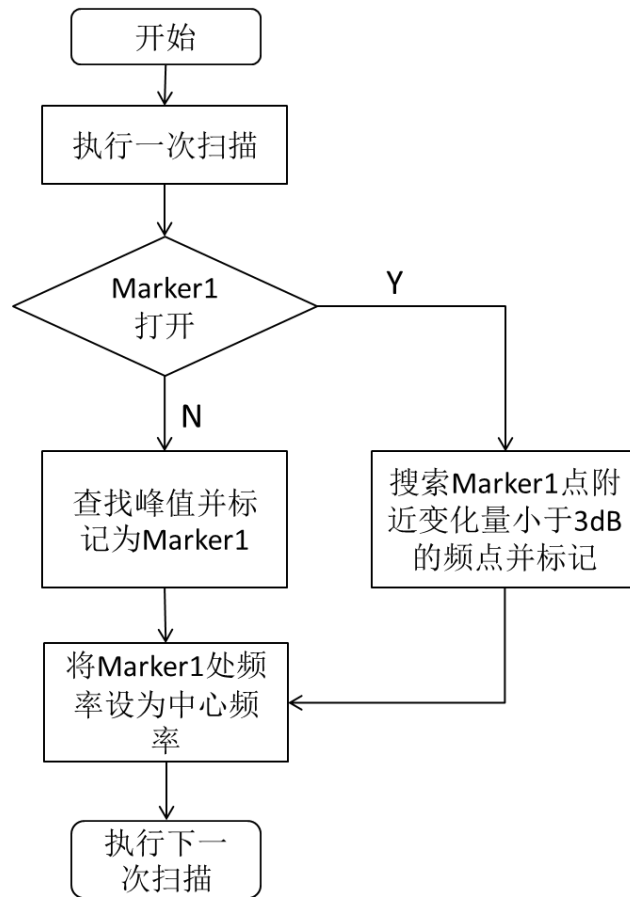 开始
执行一次扫描
Marker1
打开
Y
N
查找峰值并标
记为Marker1
搜索Marker1点附
近变化量小于3dB
的频点并标记
将Marker1处频
率设为中心频
率
执行下一
次扫描